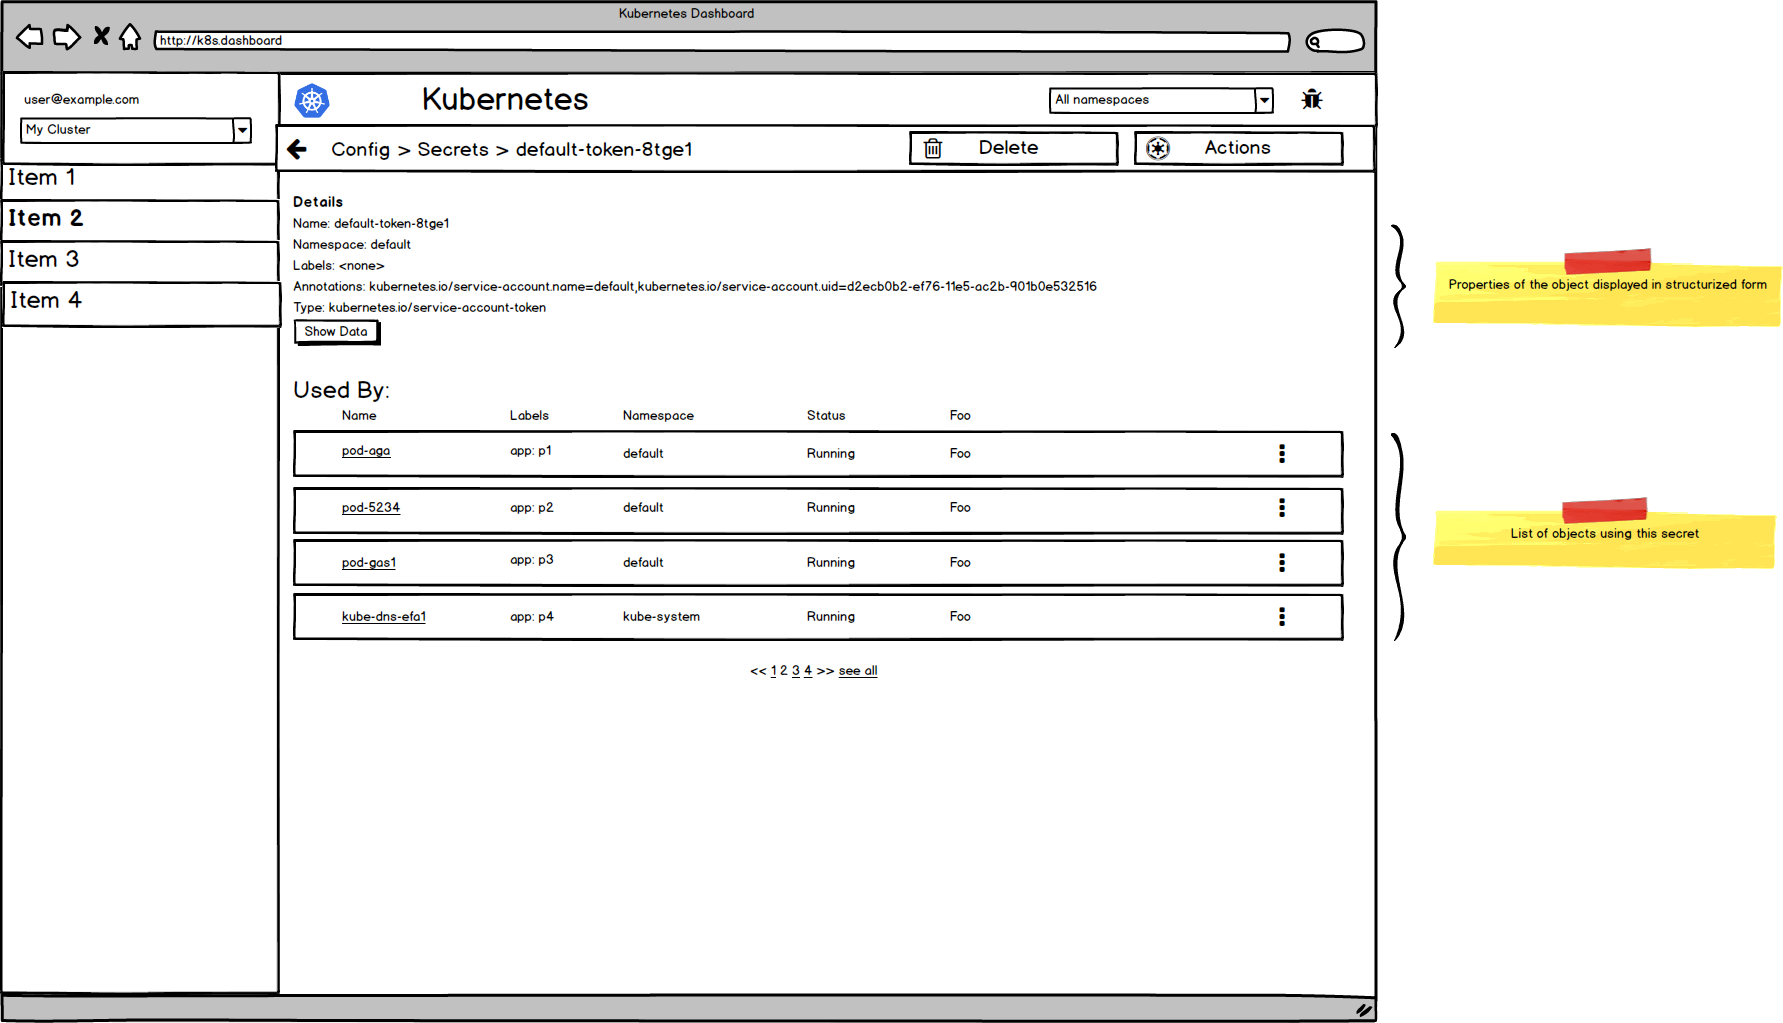 Kubernetes Dashboard
http://k8s.dashboard
user@example.com
My Cluster
Kubernetes
All namespaces
Config > Secrets > default-token-8tge1
Delete
Actions
Item 1
Item 2
Item 3
Item 4
Details
Name: default-token-8tge1
Namespace: default
Labels: <none>
Annotations: kubernetes.io/service-account.name=default,kubernetes.io/service-account.uid=d2ecb0b2-ef76-11e5-ac2b-901b0e532516
Type: kubernetes.io/service-account-token
Show Data
Properties of the object displayed in structurized form
Used By:
Name Labels Namespace Status Foo
pod-aga app: p1 default Running Foo
pod-5234 app: p2 default Running Foo
pod-gas1 app: p3 default Running Foo
kube-dns-efa1 app: p4 kube-system Running Foo
List of objects using this secret
<< 1 2 3 4 >> see all